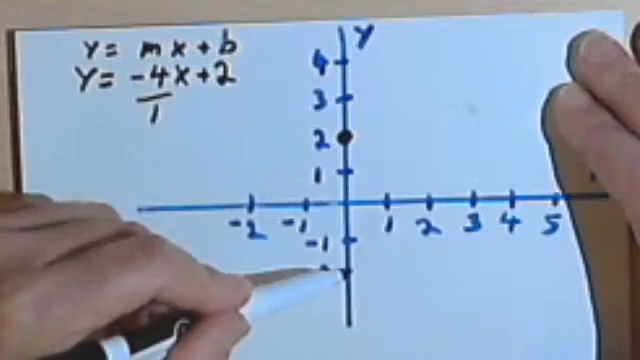 y = mx + b
y = -4x + 2
1
y
4
3
2
1
-2 -1 1 2 3 4 5
-1